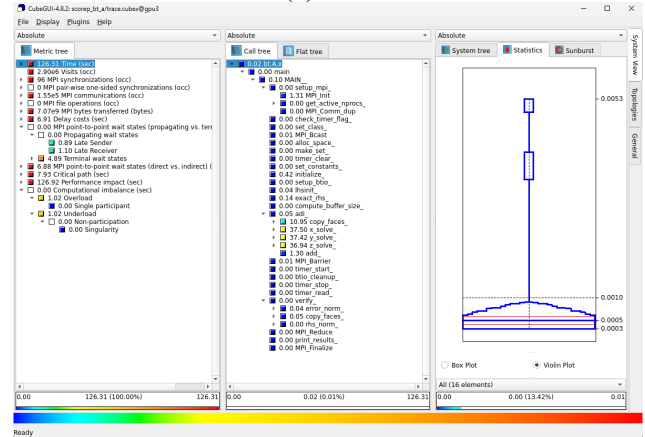 CubeGUI-4.8.2: scorep_bt_a/trace.cubex@gpu3
File Display Plugins Help
Absolute
Metric tree
126.31 Time (sec)
2.90e6 Visits (occ)
96 MPI synchronizations (occ)
0 MPI pair-wise one-sided synchronizations (occ)
1.55e5 MPI communications (occ)
0 MPI file operations (occ)
7.07e9 MPI bytes transferred (bytes)
6.91 Delay costs (sec)
0.00 MPI point-to-point wait states (propagating vs. terr
0.00 Propagating wait states
0.89 Late Sender
1.10 Late Receiver
4.89 Terminal wait states
6.88 MPI point-to-point wait states (direct vs. indirect) (
7.93 Critical path (sec)
126.92 Performance impact (sec)
0.00 Computational imbalance (sec)
1.02 Overload
0.00 Single participant
1.02 Underload
0.00 Non-participation
0.00 Singularity
0.00 126.31 (100.00%) 126.31
Absolute
Call tree Flat tree
0.02 bt.A.x
0.00 main
0.10 MAIN__
0.00 setup_mpi_
1.31 MPI_Init
0.00 get_active_nprocs_
0.00 MPI_Comm_dup
0.00 check_timer_flag_
0.00 set_class_
0.01 MPI_Bcast
0.00 alloc_space_
0.00 make_set_
0.00 timer_clear_
0.00 set_constants_
0.42 initialize_
0.00 setup_btio_
0.04 lhsinit_
0.14 exact_rhs_
0.00 compute_buffer_size_
0.05 adi_
10.95 copy_faces_
37.50 x_solve_
37.42 y_solve_
36.94 z_solve_
1.30 add_
0.01 MPI_Barrier
0.00 timer_start_
0.00 btio_cleanup_
0.00 timer_stop_
0.00 timer_read_
0.00 verify_
0.04 error_norm_
0.05 copy_faces_
0.00 rhs_norm_
0.00 MPI_Reduce
0.00 print_results_
0.00 MPI_Finalize
0.00 0.02 (0.01%) 126.31
Absolute
System tree Statistics Sunburst
0.0053
0.0010
0.0005
0.0003
Box Plot Violin Plot
All (16 elements)
0.00 0.00 (13.42%) 0.01
System View
Topologies
General
Ready